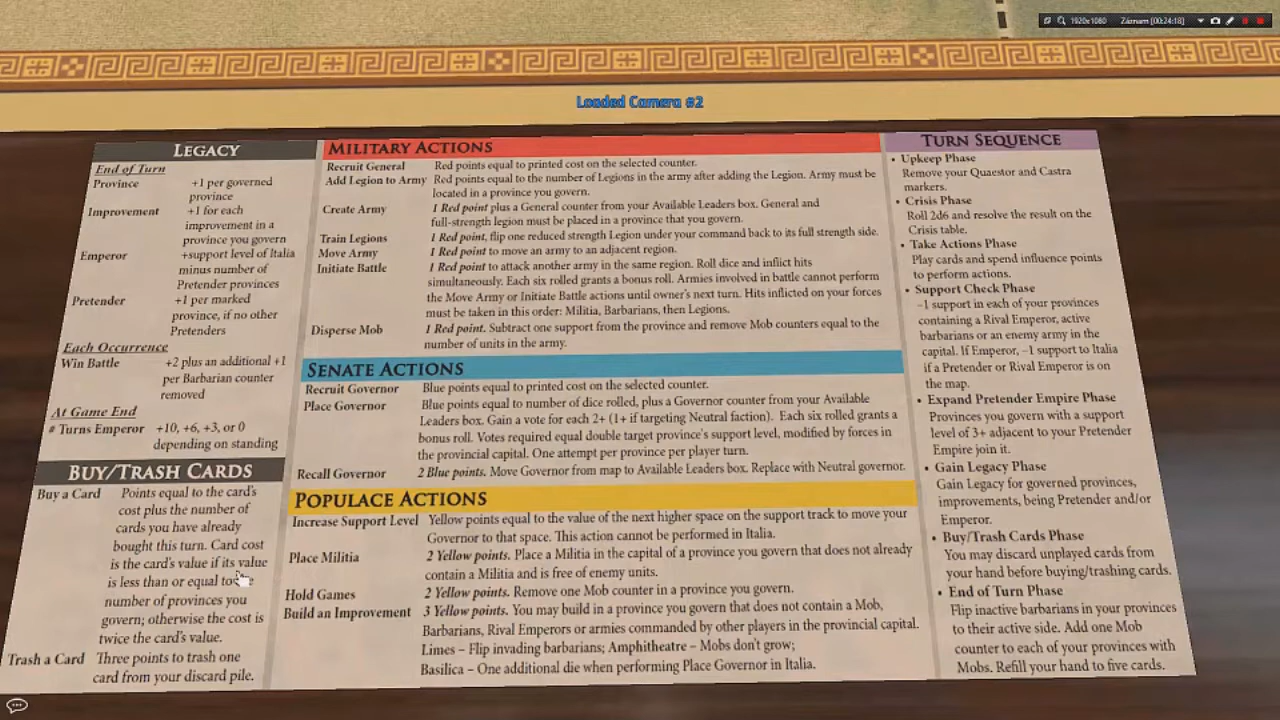 1920x1080 Záznam [00:24:18]
Loaded Camera #2
LEGACY
End of Turn
Province +1 per governed
province
Improvement +1 for each
improvement in a
province you govern
Emperor +support level of Italia
minus number of
Pretender provinces
Pretender +1 per marked
province, if no other
Pretenders
Each Occurrence
Win Battle +2 plus an additional +1
per Barbarian counter
removed
At Game End
# Turns Emperor +10, +6, +3, or 0
depending on standing
BUY/TRASH CARDS
Buy a Card Points equal to the card's
cost plus the number of
cards you have already
bought this turn. Card cost
is the card's value if its value
is less than or equal to
number of provinces you
govern; otherwise the cost is
twice the card's value.
Trash a Card Three points to trash one
card from your discard pile.
MILITARY ACTIONS
Recruit General Red points equal to printed cost on the selected counter.
Add Legion to Army Red points equal to the number of Legions in the army after adding the Legion. Army must be
located in a province you govern.
Create Army 1 Red point plus a General counter from your Available Leaders box. General and
full-strength legion must be placed in a province that you govern.
Train Legions 1 Red point, flip one reduced strength Legion under your command back to its full strength side.
Move Army 1 Red point to move an army to an adjacent region.
Initiate Battle 1 Red point to attack another army in the same region. Roll dice and inflict hits
simultaneously. Each six rolled grants a bonus roll. Armies involved in battle cannot perform
the Move Army or Initiate Battle actions until owner's next turn. Hits inflicted on your forces
must be taken in this order: Militia, Barbarians, then Legions.
Disperse Mob 1 Red point. Subtract one support from the province and remove Mob counters equal to the
number of units in the army.
SENATE ACTIONS
Recruit Governor Blue points equal to printed cost on the selected counter.
Place Governor Blue points equal to number of dice rolled, plus a Governor counter from your Available
Leaders box. Gain a vote for each 2+ (1+ if targeting Neutral faction). Each six rolled grants a
bonus roll. Votes required equal double target province's support level, modified by forces in
the provincial capital. One attempt per province per player turn.
Recall Governor 2 Blue points. Move Governor from map to Available Leaders box. Replace with Neutral governor.
POPULACE ACTIONS
Increase Support Level Yellow points equal to the value of the next higher space on the support track to move your
Governor to that space. This action cannot be performed in Italia.
Place Militia 2 Yellow points. Place a Militia in the capital of a province you govern that does not already
contain a Militia and is free of enemy units.
Hold Games 2 Yellow points. Remove one Mob counter in a province you govern.
Build an Improvement 3 Yellow points. You may build in a province you govern that does not contain a Mob,
Barbarians, Rival Emperors or armies commanded by other players in the provincial capital.
Limes – Flip invading barbarians; Amphitheatre – Mobs don't grow;
Basilica – One additional die when performing Place Governor in Italia.
TURN SEQUENCE
• Upkeep Phase
Remove your Quaestor and Castra
markers.
• Crisis Phase
Roll 2d6 and resolve the result on the
Crisis table.
• Take Actions Phase
Play cards and spend influence points
to perform actions.
• Support Check Phase
–1 support in each of your provinces
containing a Rival Emperor, active
barbarians or an enemy army in the
capital. If Emperor, –1 support to Italia
if a Pretender or Rival Emperor is on
the map.
• Expand Pretender Empire Phase
Provinces you govern with a support
level of 3+ adjacent to your Pretender
Empire join it.
• Gain Legacy Phase
Gain Legacy for governed provinces,
improvements, being Pretender and/or
Emperor.
• Buy/Trash Cards Phase
You may discard unplayed cards from
your hand before buying/trashing cards.
• End of Turn Phase
Flip inactive barbarians in your provinces
to their active side. Add one Mob
counter to each of your provinces with
Mobs. Refill your hand to five cards.